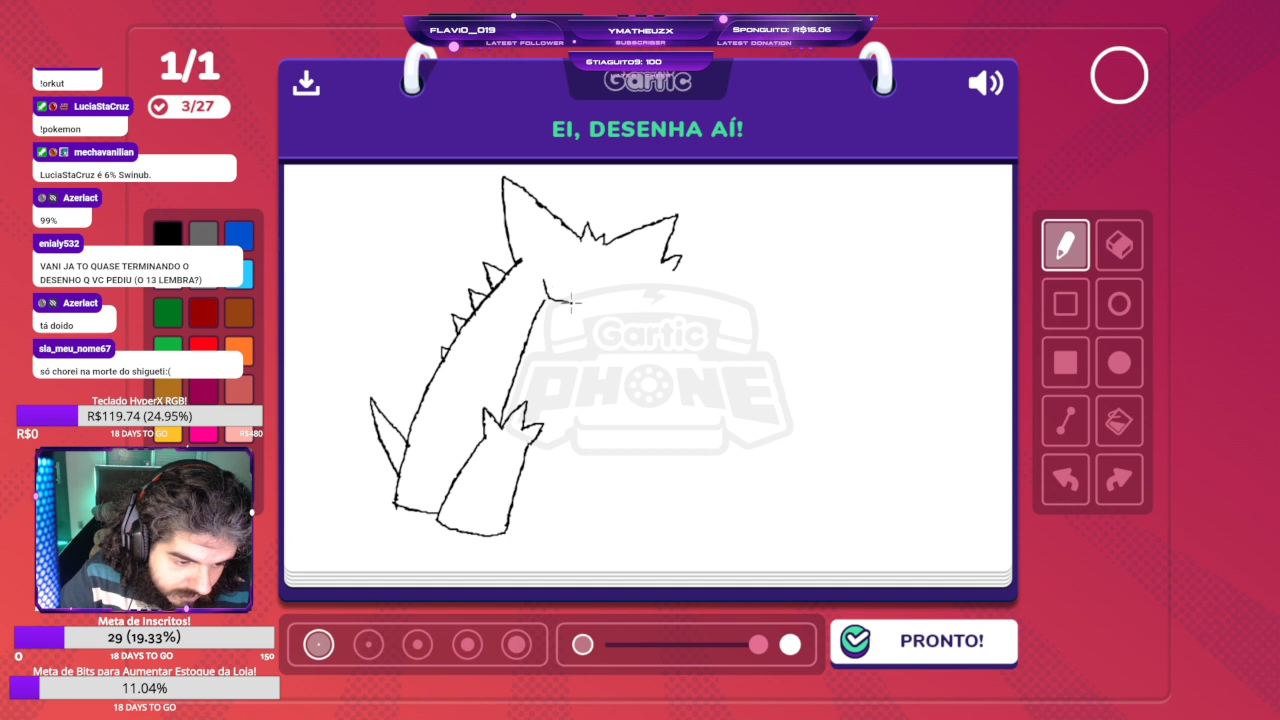 FLAVIO_019
LATEST FOLLOWER
YMATHEUZX
SUBSCRIBER
SPONGUITO: R$16.06
LATEST DONATION
6TIAGUITO9: 100
Gartic
1/1
3/27
EI, DESENHA AÍ!
!orkut
LuciaStaCruz
!pokemon
mechavanilian
LuciaStaCruz é 6% Swinub.
Azerlact
99%
enialy532
VANI JA TO QUASE TERMINANDO O
DESENHO Q VC PEDIU (O 13 LEMBRA?)
Azerlact
tá doido
sla_meu_nome67
só chorei na morte do shigueti:(
Teclado HyperX RGB!
R$119.74 (24.95%)
R$0
18 DAYS TO GO
R$480
Gartic
PHONE
Meta de Inscritos!
29 (19.33%)
0
18 DAYS TO GO
150
Meta de Bits para Aumentar Estoque da Loja!
11.04%
18 DAYS TO GO
PRONTO!